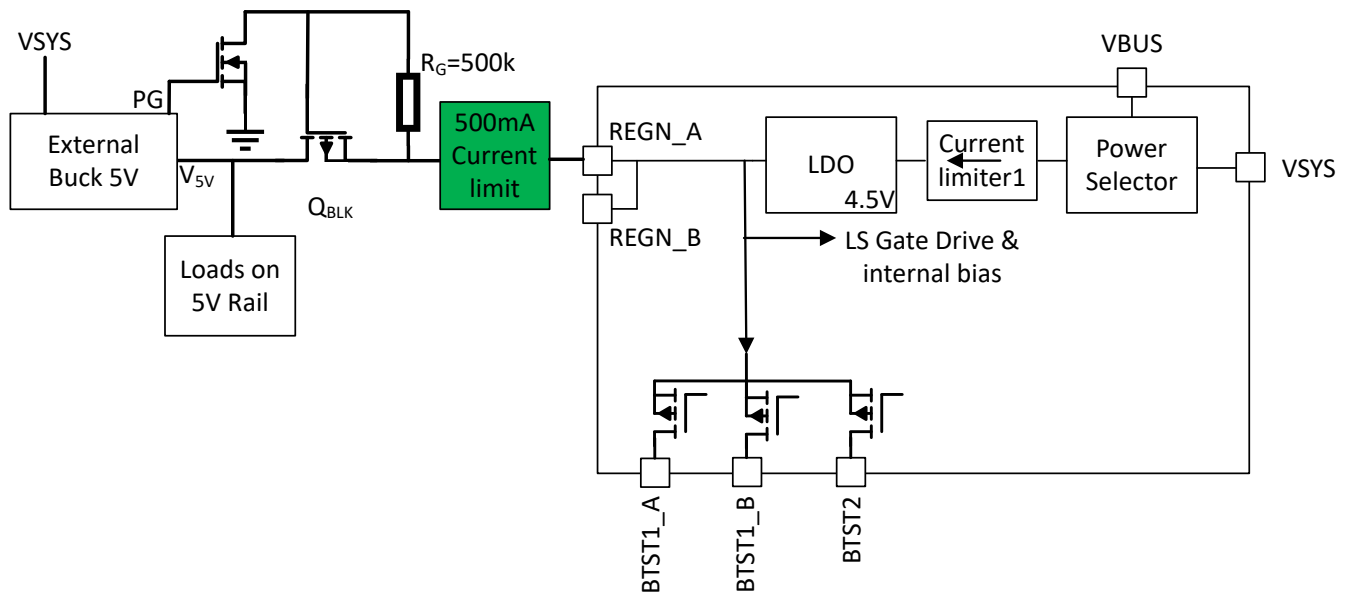 VSYS
PG
External
Buck 5V
V5V
Loads on
5V Rail
QBLK
RG=500k
500mA
Current
limit
REGN_A
REGN_B
LDO
4.5V
Current
limiter1
Power
Selector
VBUS
VSYS
LS Gate Drive &
internal bias
BTST1_A
BTST1_B
BTST2